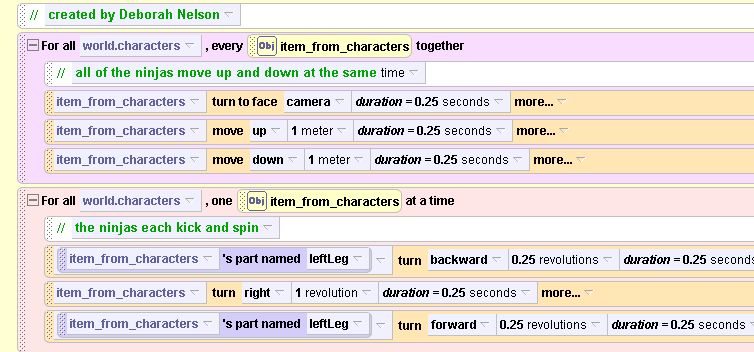 // created by Deborah Nelson
For all world.characters , every Obj item_from_characters together
// all of the ninjas move up and down at the same time
item_from_characters turn to face camera duration = 0.25 seconds more...
item_from_characters move up 1 meter duration = 0.25 seconds more...
item_from_characters move down 1 meter duration = 0.25 seconds more...
For all world.characters , one Obj item_from_characters at a time
// the ninjas each kick and spin
item_from_characters 's part named leftLeg turn backward 0.25 revolutions duration = 0.25 seconds
item_from_characters turn right 1 revolution duration = 0.25 seconds more...
item_from_characters 's part named leftLeg turn forward 0.25 revolutions duration = 0.25 seconds